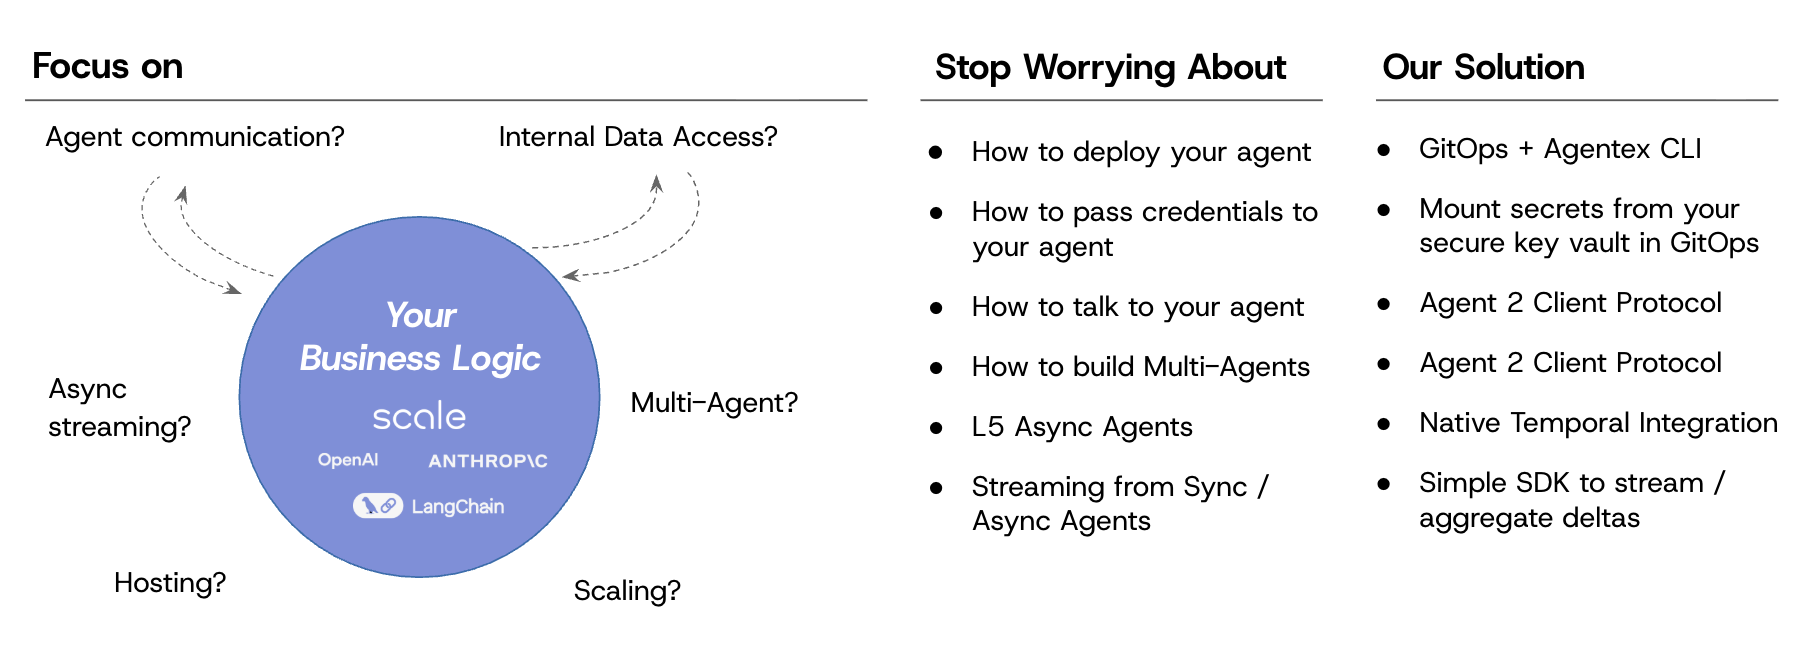 Focus on
Agent communication?
Internal Data Access?
Your
Business Logic
scale
OpenAI
ANTHROP\C
LangChain
Async
streaming?
Multi-Agent?
Hosting?
Scaling?
Stop Worrying About
● How to deploy your agent
● How to pass credentials to
your agent
● How to talk to your agent
● How to build Multi-Agents
● L5 Async Agents
● Streaming from Sync /
Async Agents
Our Solution
● GitOps + Agentex CLI
● Mount secrets from your
secure key vault in GitOps
● Agent 2 Client Protocol
● Agent 2 Client Protocol
● Native Temporal Integration
● Simple SDK to stream /
aggregate deltas